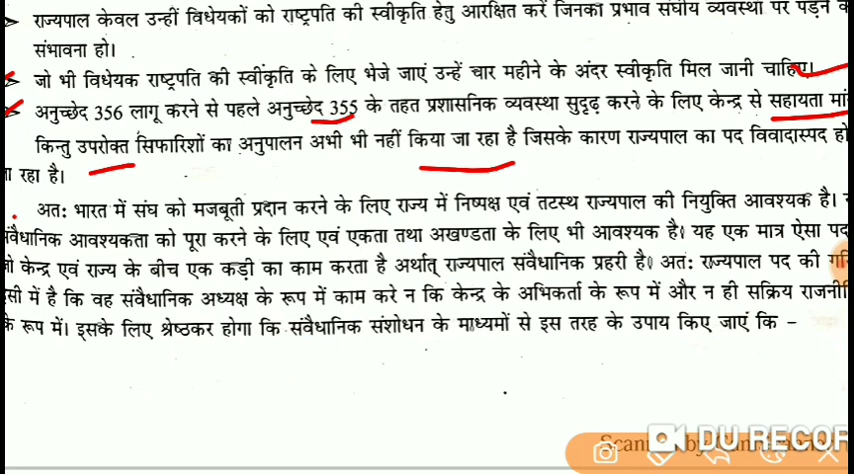 राज्यपाल केवल उन्हीं विधेयकों को राष्ट्रपति की स्वीकृति हेतु आरक्षित करें जिनका प्रभाव संघीय व्यवस्था पर पड़ने
संभावना हो।
जो भी विधेयक राष्ट्रपति की स्वींकृति के लिए भेजे जाएं उन्हें चार महीने के अंदर स्वीकृति मिल जानी चाहिए।
अनुच्छेद 356 लागू करने से पहले अनुच्छेद 355 के तहत प्रशासनिक व्यवस्था सुदृढ़ करने के लिए केन्द्र से सहायता
किन्तु उपरोक्त सिफारिशों का अनुपालन अभी भी नहीं किया जा रहा है जिसके कारण राज्यपाल का पद विवादास्पद हो
रहा है।
अतः भारत में संघ को मजबूती प्रदान करने के लिए राज्य में निष्पक्ष एवं तटस्थ राज्यपाल की नियुक्ति आवश्यक है।
आवश्यकता को पूरा करने के लिए एवं एकता तथा अखण्डता के लिए भी आवश्यक है। यह एक मात्र ऐसा पद
केन्द्र एवं राज्य के बीच एक कड़ी का काम करता है अर्थात् राज्यपाल संवैधानिक प्रहरी है। अतः राज्यपाल पद की
में है कि वह संवैधानिक अध्यक्ष के रूप में काम करे न कि केन्द्र के अभिकर्ता के रूप में और न ही सक्रिय
के रूप में। इसके लिए श्रेष्ठकर होगा कि संवैधानिक संशोधन के माध्यमों से इस तरह के उपाय किए जाएं कि -
DU RECOR